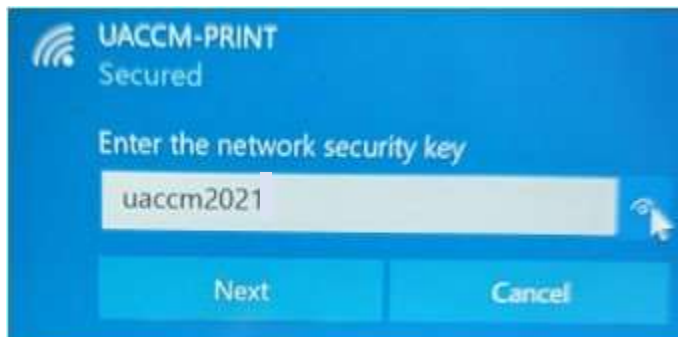 UACCM-PRINT
Secured
Enter the network security key
uaccm2021
Next
Cancel